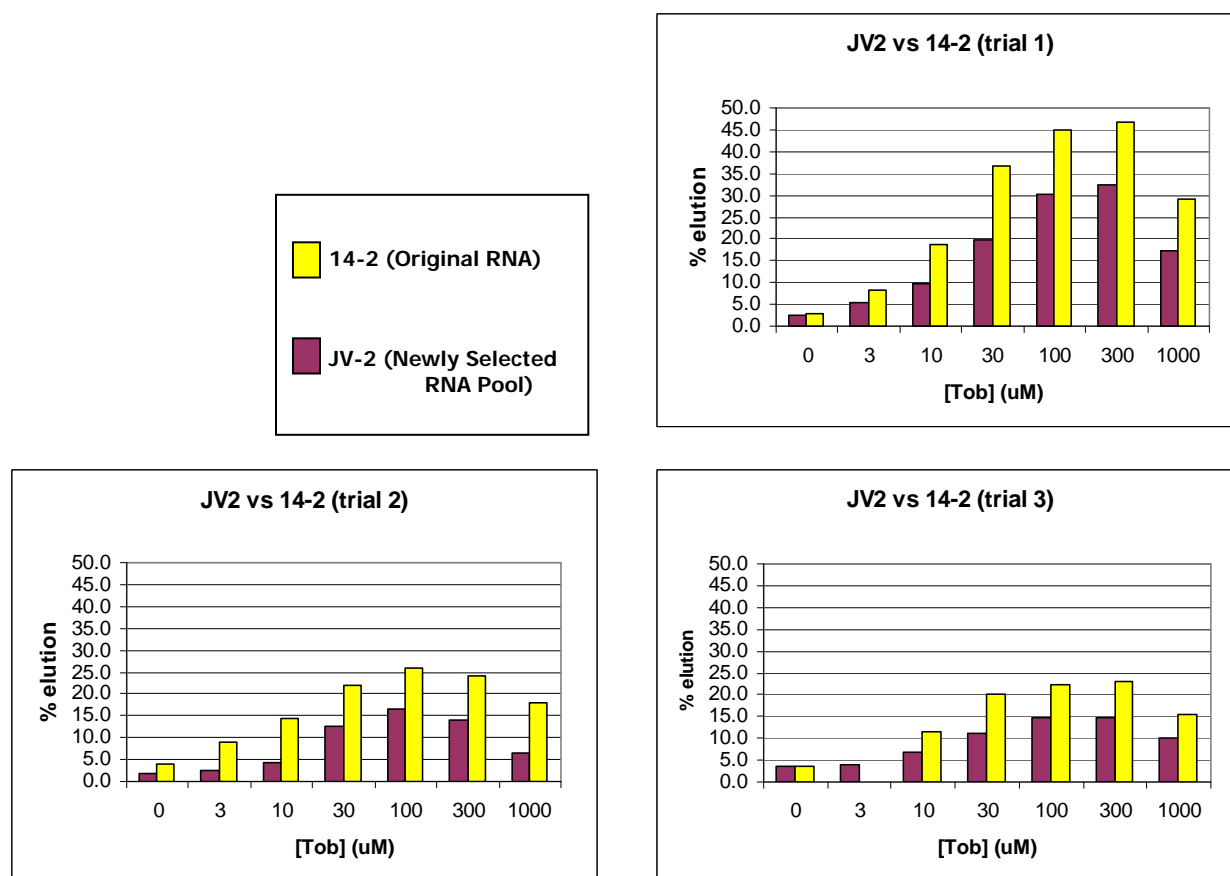 JV2 vs 14-2 (trial 1)
50.0
45.0
40.0
35.0
30.0
25.0
20.0
15.0
10.0
5.0
0.0
% elution
0 3 10 30 100 300 1000
[Tob] (uM)
14-2 (Original RNA)
JV-2 (Newly Selected
RNA Pool)
JV2 vs 14-2 (trial 2)
50.0
45.0
40.0
35.0
30.0
25.0
20.0
15.0
10.0
5.0
0.0
% elution
0 3 10 30 100 300 1000
[Tob] (uM)
JV2 vs 14-2 (trial 3)
50.0
45.0
40.0
35.0
30.0
25.0
20.0
15.0
10.0
5.0
0.0
% elution
0 3 10 30 100 300 1000
[Tob] (uM)